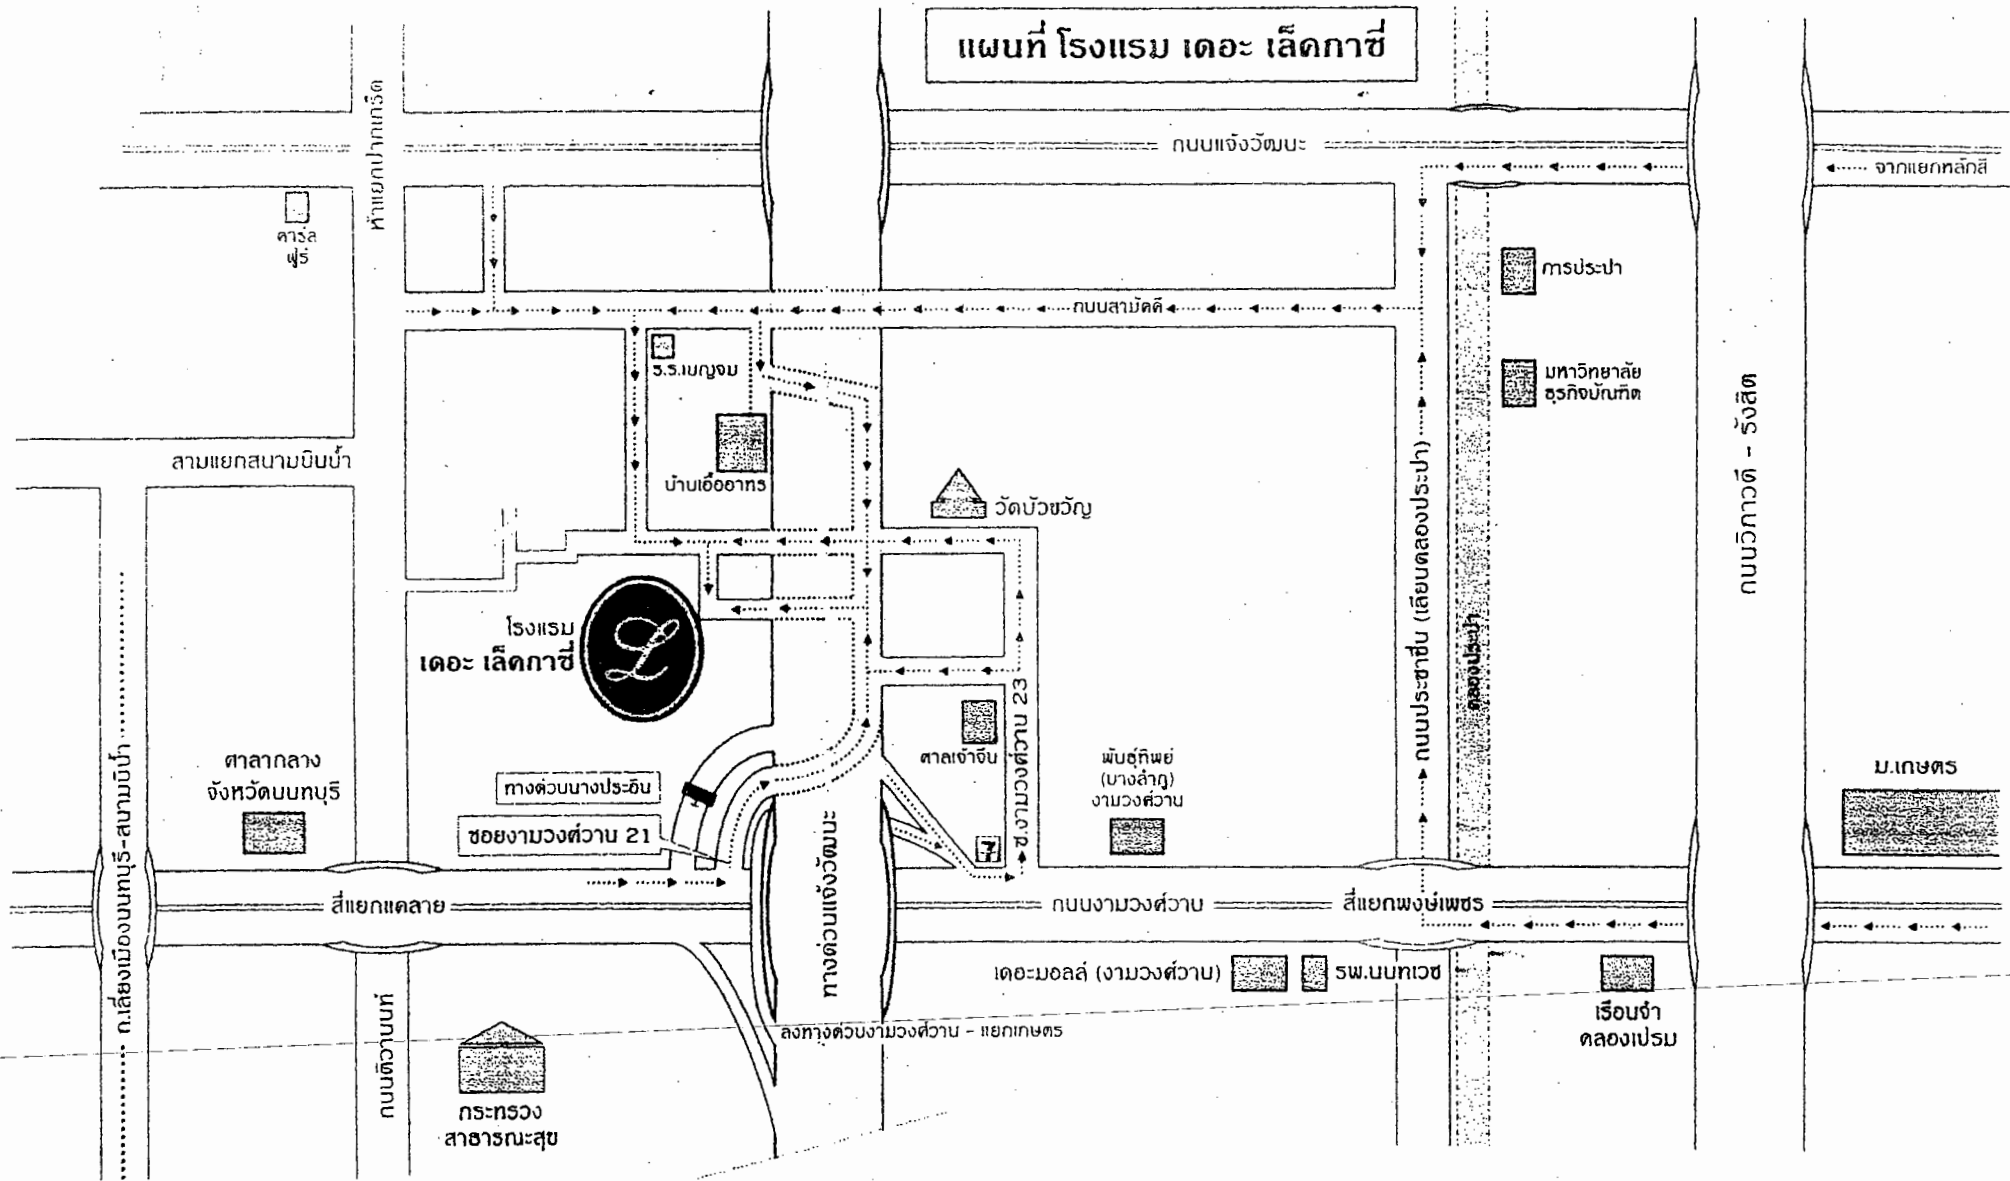 แผนที่ โรงแรม เดอะ เล็คกาซี่
ห้าแยกปากเกร็ด
ถนนแจ้งวัฒนะ
จากแยกหลักสี่
คาร์ล
ฟูร์
การประปา
ถนนสามัคคี
ร.ร.เบญจม
มหาวิทยาลัย
ธุรกิจบัณฑิต
ถนนวิภาวดี - รังสิต
สามแยกสนามบินน้ำ
บ้านเอื้ออาทร
วัดบัวขวัญ
ถนนประชาชื่น (เลียบคลองประปา)
คลองประปา
โรงแรม
เดอะ เล็คกาซี่
L
ศาลเจ้าจีน
ซ.งามวงศ์วาน 23
พันธุ์ทิพย์
(บางลำภู)
งามวงศ์วาน
ม.เกษตร
ศาลากลาง
จังหวัดนนทบุรี
ทางด่วนบางปะอิน
ซอยงามวงศ์วาน 21
7
ถ.เลี่ยงเมืองนนทบุรี-สนามบินน้ำ
สี่แยกแคลาย
ทางด่วนแจ้งวัฒนะ
ถนนงามวงศ์วาน
สี่แยกพงษ์เพชร
เดอะมอลล์ (งามวงศ์วาน)
รพ.นนทเวช
เรือนจำ
คลองเปรม
ถนนติวานนท์
ลงทางด่วนงามวงศ์วาน - แยกเกษตร
กระทรวง
สาธารณะสุข